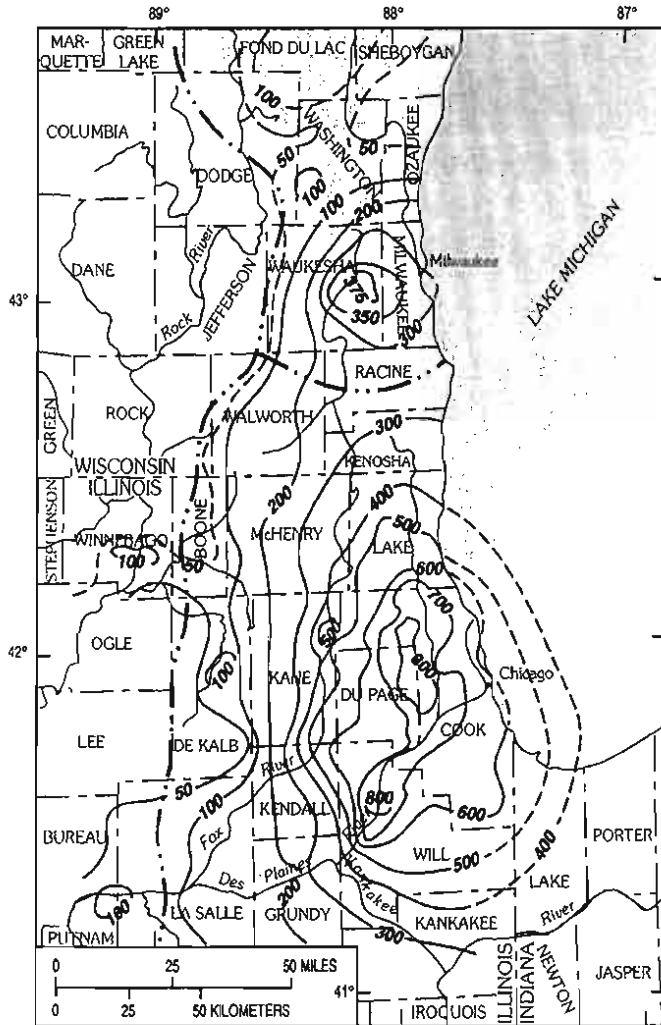 89° 88° 87°
MAR-
QUETTE
GREEN
LAKE
FOND DU LAC
SHEBOYGAN
COLUMBIA
100
WASHINGTON
OZAUKEE
50
50
DODGE
100
100
200
River
WAUKESHA
MILWAUKEE
Milwaukee
LAKE MICHIGAN
DANE
JEFFERSON
375
350
43°
Rock
300
RACINE
GREEN
ROCK
WALWORTH
300
KENOSHA
WISCONSIN
ILLINOIS
200
400
STEPHENSON
WINNEBAGO
BOONE
McHENRY
500
100
50
LAKE
600
700
OGLE
500
42°
100
KANE
800
Chicago
DU PAGE
COOK
LEE
DE KALB
River
50
100
KENDALL
800
600
BUREAU
Fox
WILL
500
400
PORTER
Des
Plaines
Kankakee
LAKE
100
LA SALLE
200
GRUNDY
KANKAKEE
River
PUTNAM
300
ILLINOIS
INDIANA
NEWTON
JASPER
0 25 50 MILES
0 25 50 KILOMETERS
41°
IROQUOIS